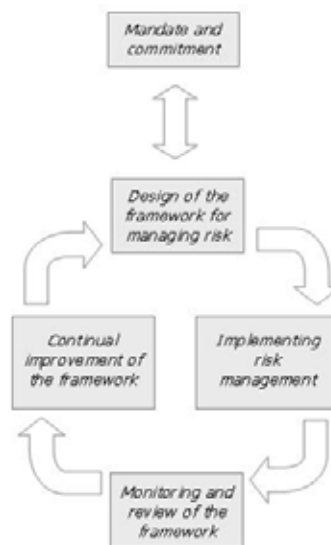 Mandate and
commitment
Design of the
framework for
managing risk
Continual
improvement of
the framework
Implementing
risk
management
Monitoring and
review of the
framework